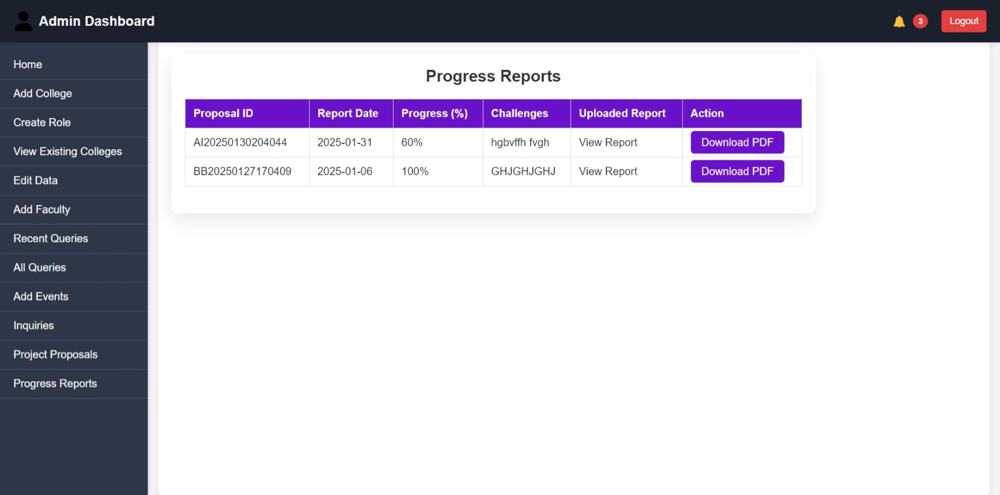 Admin Dashboard
3
Logout
Home
Add College
Create Role
View Existing Colleges
Edit Data
Add Faculty
Recent Queries
All Queries
Add Events
Inquiries
Project Proposals
Progress Reports
Progress Reports
Proposal ID Report Date Progress (%) Challenges Uploaded Report Action
AI20250130204044 2025-01-31 60% hgbvffh fvgh View Report Download PDF
BB20250127170409 2025-01-06 100% GHJGHJGHJ View Report Download PDF